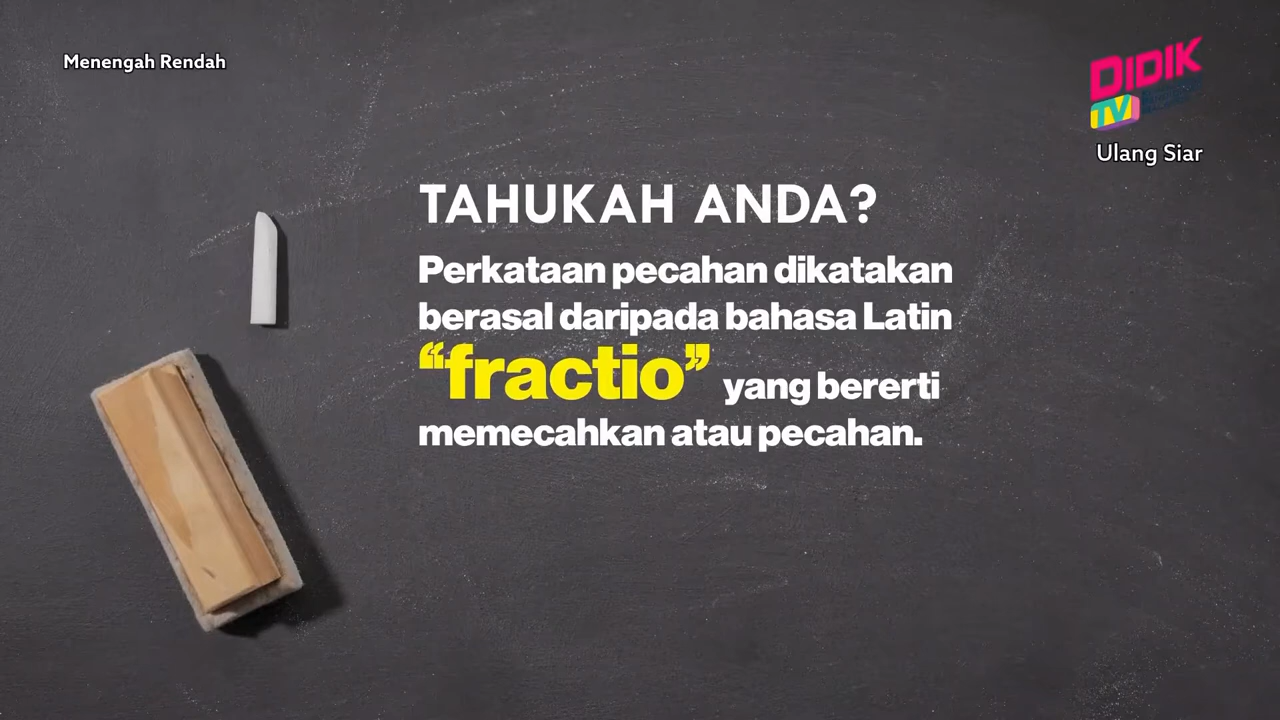 Menengah Rendah
DIDIK
TV
Ulang Siar
TAHUKAH ANDA?
Perkataan pecahan dikatakan
berasal daripada bahasa Latin
“fractio” yang bererti
memecahkan atau pecahan.